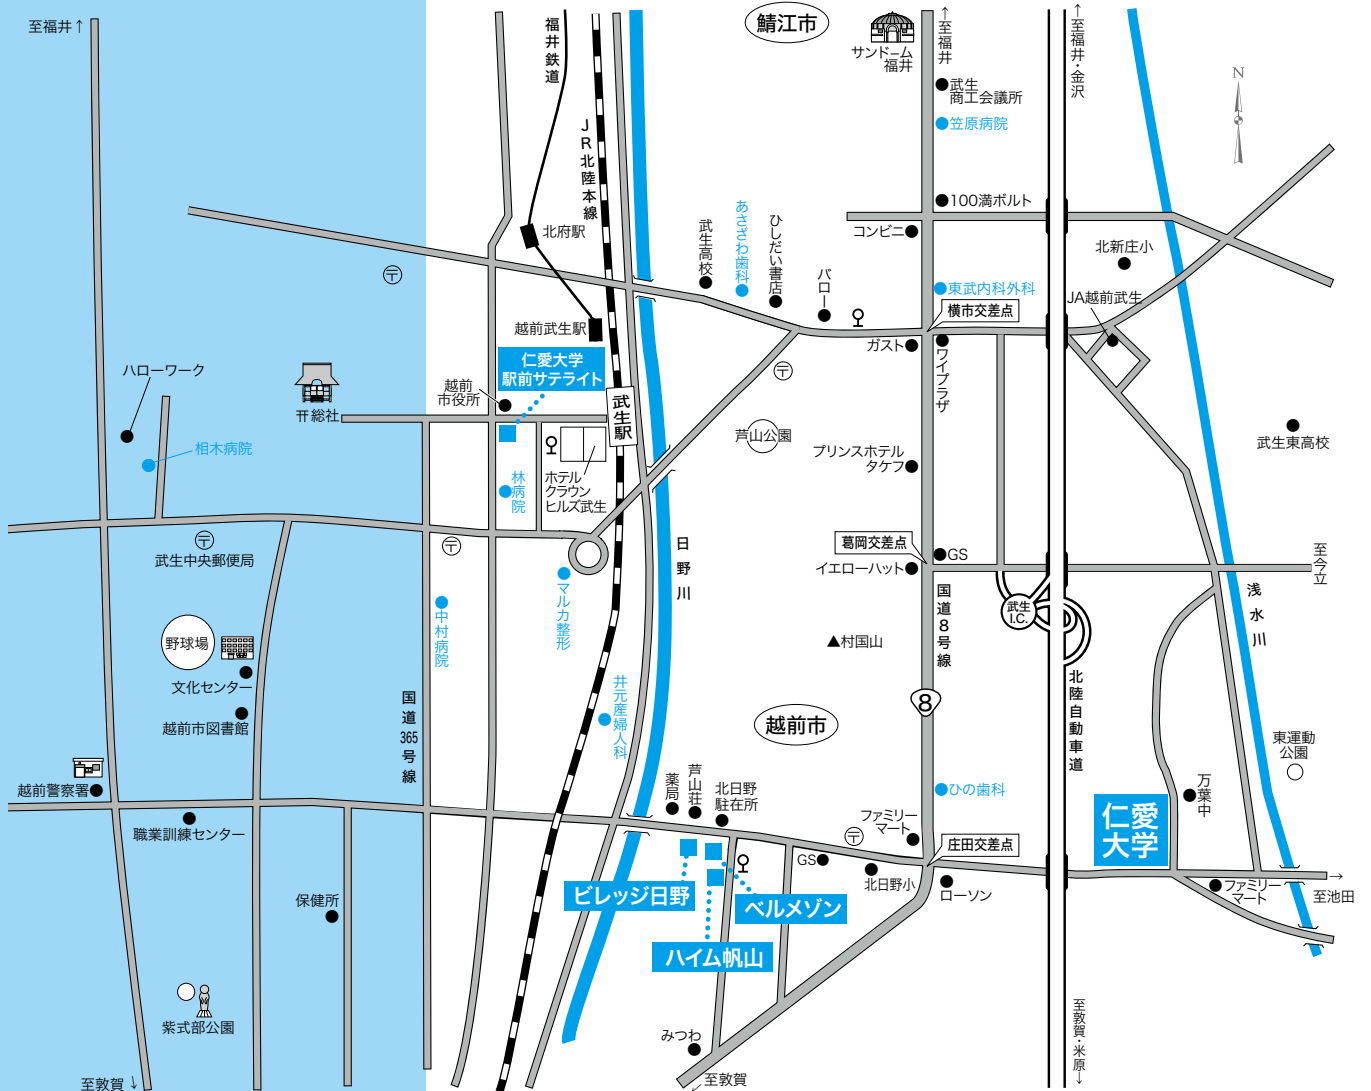 鯖江市
至福井↑
福井鉄道
JR北陸本線
サンドーム
福井
↑至福井
↑至福井・金沢
N
武生
商工会議所
笠原病院
100満ボルト
コンビニ
北府駅
武生高校
あさざわ歯科
ひしだい書店
バロー
東武内科外科
横市交差点
北新庄小
JA越前武生
越前武生駅
ガスト
ワイプラザ
仁愛大学
駅前サテライト
ハローワーク
越前
市役所
武生駅
〒総社
相木病院
芦山公園
プリンスホテル
タケフ
武生東高校
林病院
ホテル
クラウン
ヒルズ武生
〒
武生中央郵便局
〒
〒
〒
葛岡交差点
GS
イエローハット
至今立
日野川
マルカ整形
中村病院
国道8号線
武生
I.C.
浅水川
野球場
▲村国山
文化センター
越前市図書館
国道365号線
井元産婦人科
8
北陸自動車道
越前市
東運動
公園
越前警察署
薬局
芦山荘
北日野
駐在所
ひの歯科
万葉中
職業訓練センター
ファミリー
マート
〒
庄田交差点
仁愛
大学
GS
北日野小
ローソン
ファミリー
マート
→
至池田
ビレッジ日野
ベルメゾン
ハイム帆山
保健所
紫式部公園
みつわ
至敦賀↓
至敦賀
↙
至敦賀・米原↓